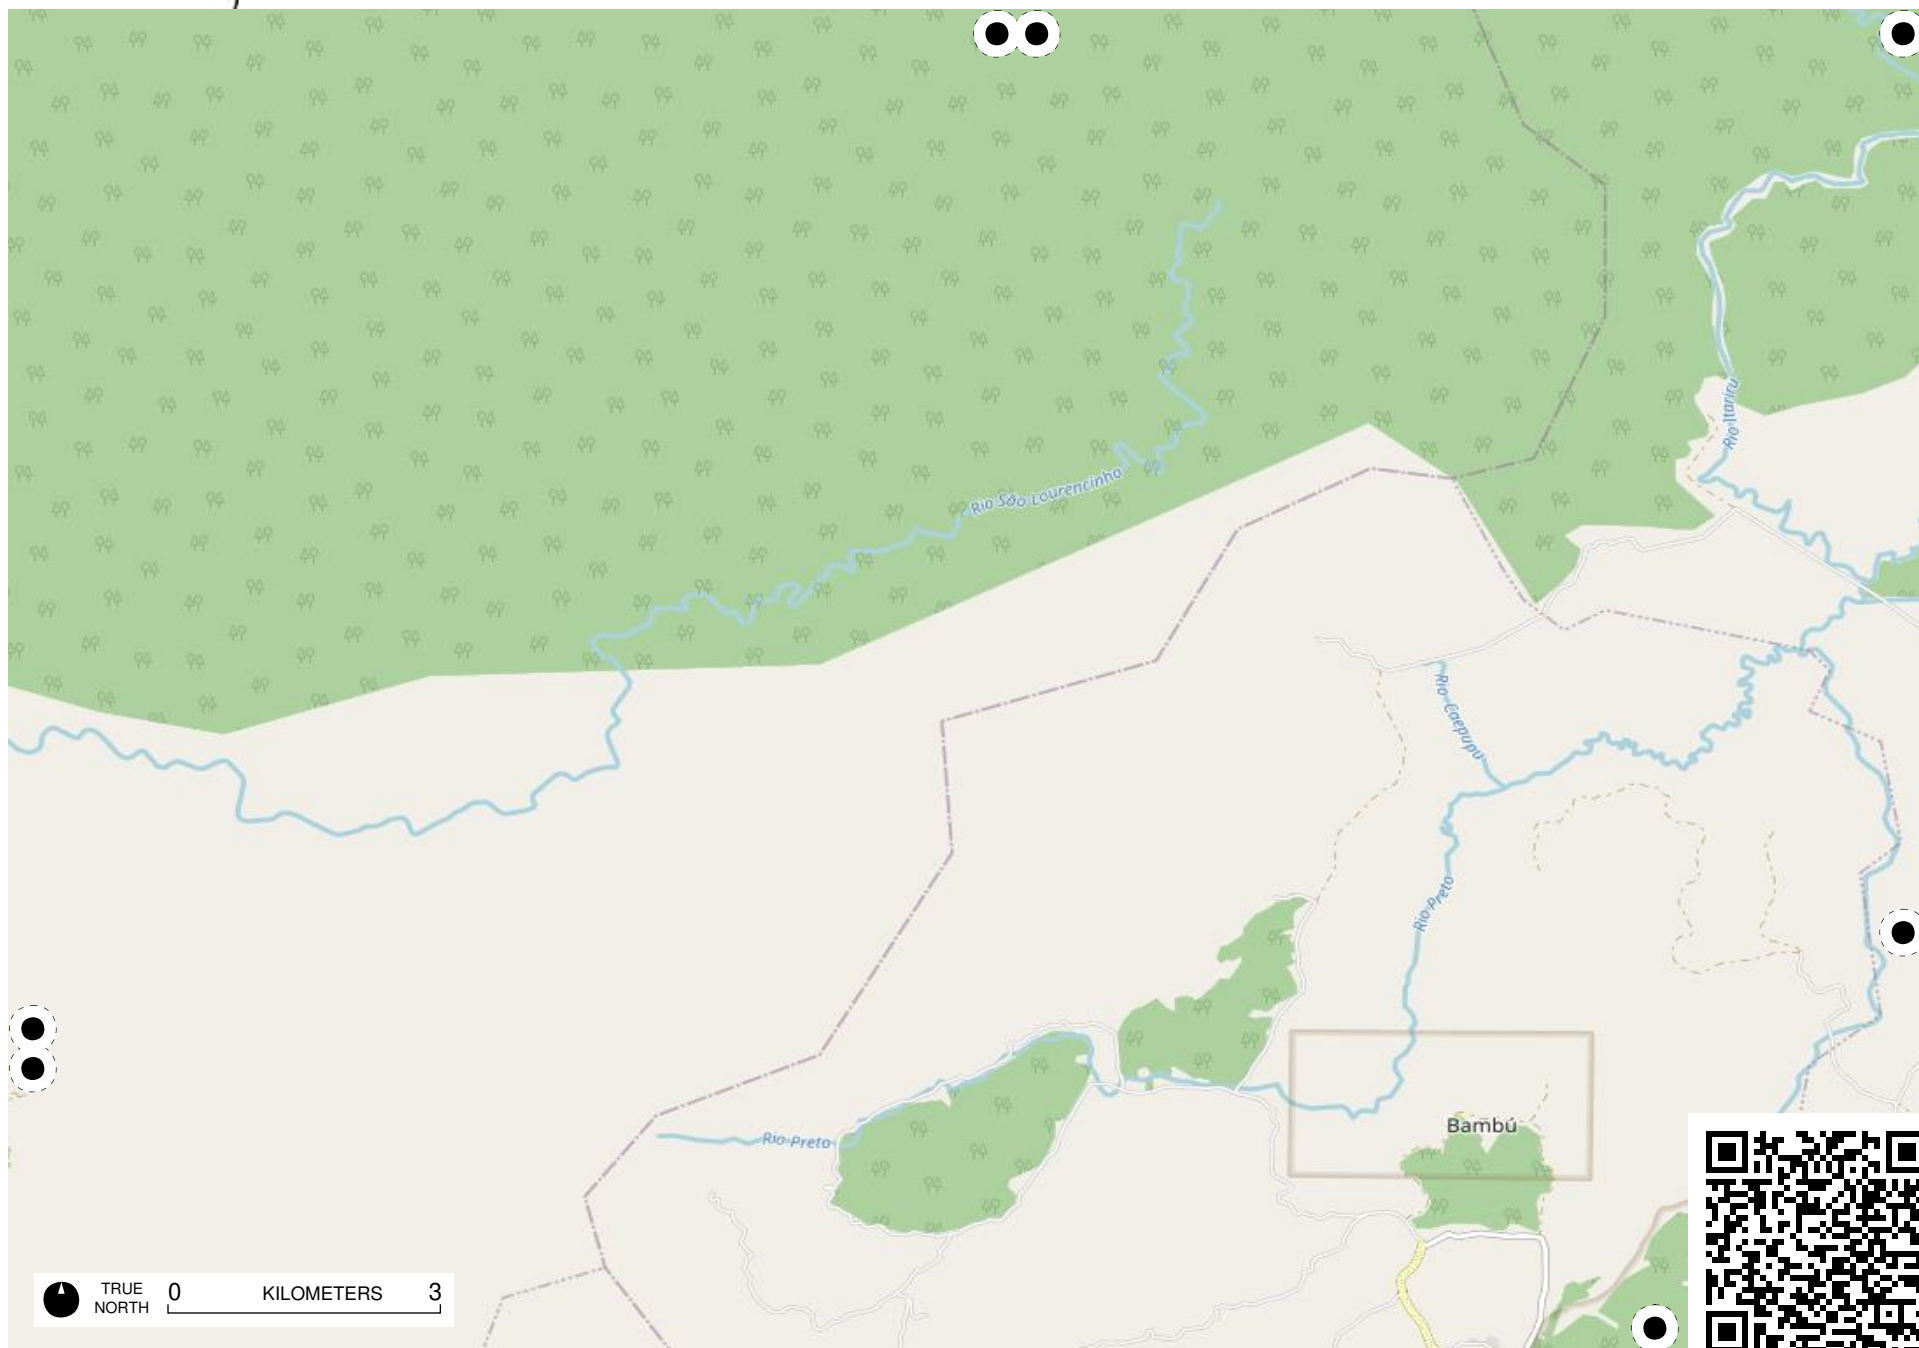 Rio Itariru
Rio São Lourencinho
Rio Caepupu
Rio Preto
Bambú
Rio Preto
TRUE
NORTH
0 KILOMETERS 3